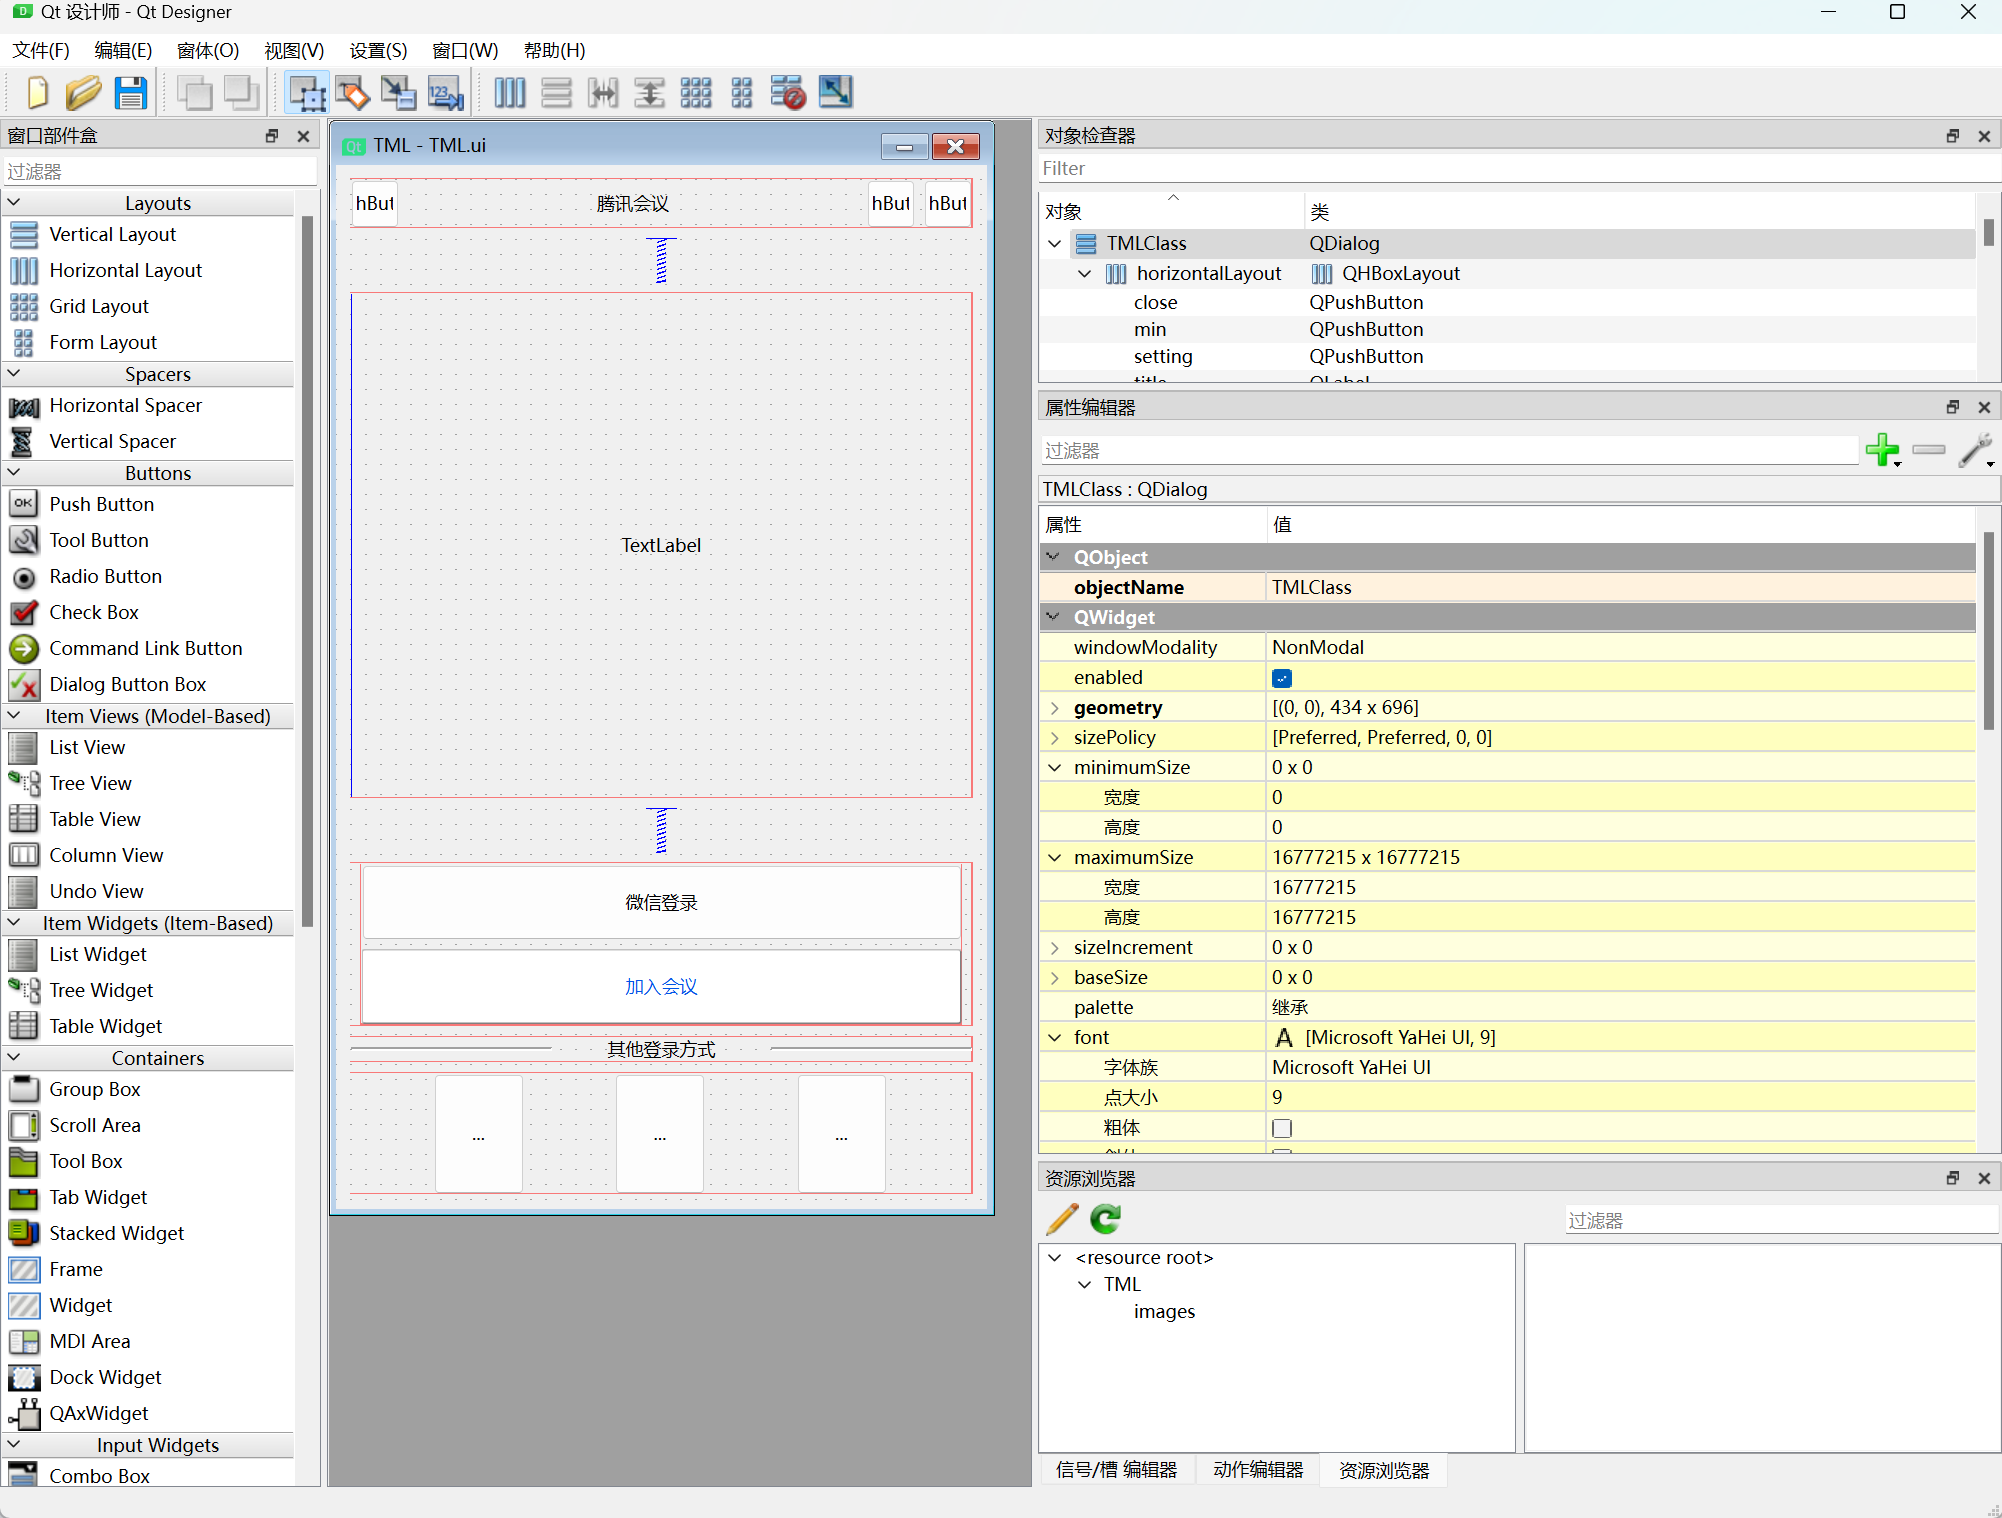 Qt 设计师 - Qt Designer
文件(F) 编辑(E) 窗体(O) 视图(V) 设置(S) 窗口(W) 帮助(H)
窗口部件盒
过滤器
Layouts
Vertical Layout
Horizontal Layout
Grid Layout
Form Layout
Spacers
Horizontal Spacer
Vertical Spacer
Buttons
Push Button
Tool Button
Radio Button
Check Box
Command Link Button
Dialog Button Box
Item Views (Model-Based)
List View
Tree View
Table View
Column View
Undo View
Item Widgets (Item-Based)
List Widget
Tree Widget
Table Widget
Containers
Group Box
Scroll Area
Tool Box
Tab Widget
Stacked Widget
Frame
Widget
MDI Area
Dock Widget
QAxWidget
Input Widgets
Combo Box
TML - TML.ui
hBut 腾讯会议 hBut hBut
TextLabel
微信登录
加入会议
其他登录方式
... ... ...
对象检查器
Filter
对象 类
TMLClass QDialog
horizontalLayout QHBoxLayout
close QPushButton
min QPushButton
setting QPushButton
title QLabel
属性编辑器
过滤器
TMLClass : QDialog
属性 值
QObject
objectName TMLClass
QWidget
windowModality NonModal
enabled
geometry [(0, 0), 434 x 696]
sizePolicy [Preferred, Preferred, 0, 0]
minimumSize 0 x 0
宽度 0
高度 0
maximumSize 16777215 x 16777215
宽度 16777215
高度 16777215
sizeIncrement 0 x 0
baseSize 0 x 0
palette 继承
font A [Microsoft YaHei UI, 9]
字体族 Microsoft YaHei UI
点大小 9
粗体
资源浏览器
过滤器
<resource root>
TML
images
信号/槽 编辑器 动作编辑器 资源浏览器